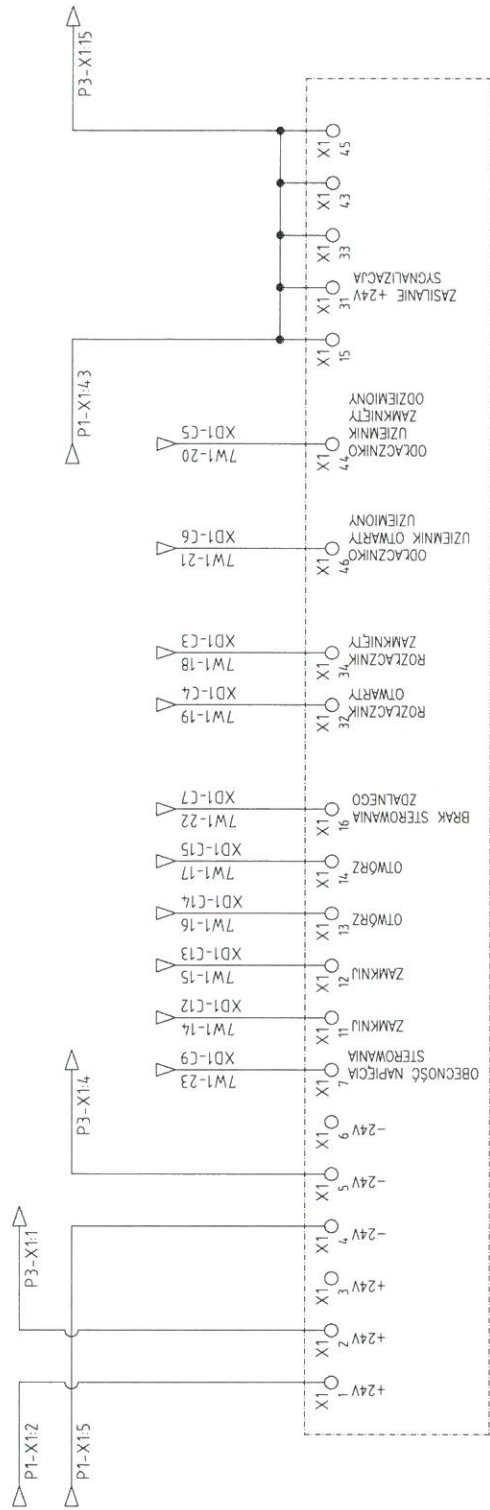 P1-X1:2
P1-X1:5
P3-X1:1
P3-X1:4
P1-X1:43
P3-X1:15
X1
1
+24V
X1
2
+24V
X1
3
+24V
X1
4
-24V
X1
5
-24V
X1
6
-24V
7W1-23
XD1-C9
X1
7
OBECNOŚĆ NAPIĘCIA
STEROWANIA
7W1-14
XD1-C12
X1
11
ZAMKNIJ
7W1-15
XD1-C13
X1
12
ZAMKNIJ
7W1-16
XD1-C14
X1
13
OTWÓRZ
7W1-17
XD1-C15
X1
14
OTWÓRZ
7W1-22
XD1-C7
X1
16
BRAK STEROWANIA
ZDALNEGO
7W1-19
XD1-C4
X1
32
ROZŁACZNIK
OTWARTY
7W1-18
XD1-C3
X1
34
ROZŁACZNIK
ZAMKNIĘTY
7W1-21
XD1-C6
X1
46
ODŁACZNIKO
UZIEMNIK OTWARTY
UZIEMIONY
7W1-20
XD1-C5
X1
44
ODŁACZNIKO
UZIEMNIK
ZAMKNIĘTY
ODZIEMIONY
X1
15
X1
31
ZASILANIE +24V
SYGNALIZACJA
X1
33
X1
43
X1
45